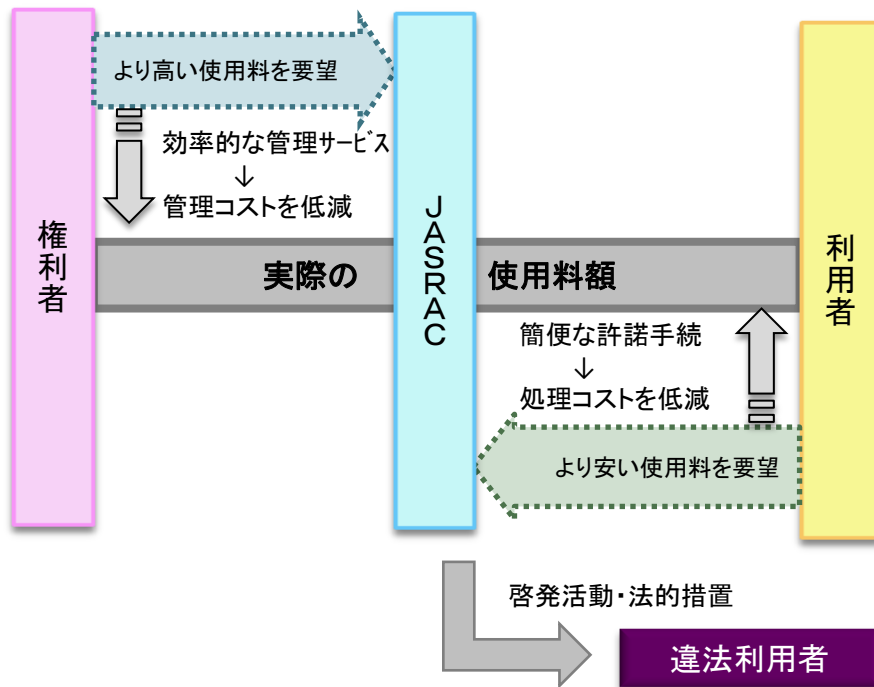 より高い使用料を要望
効率的な管理サービス
↓
管理コストを低減
権利者
JASRAC
利用者
実際の 使用料額
簡便な許諾手続
↓
処理コストを低減
より安い使用料を要望
啓発活動・法的措置
違法利用者